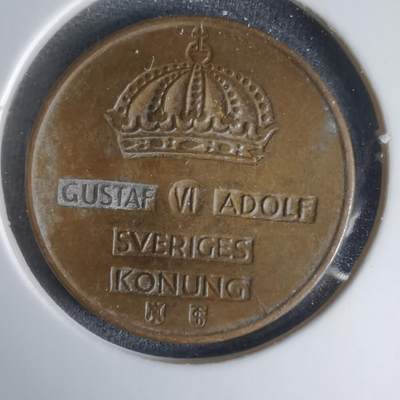 GUSTAF VI ADOLF
SVERIGES
KONUNG